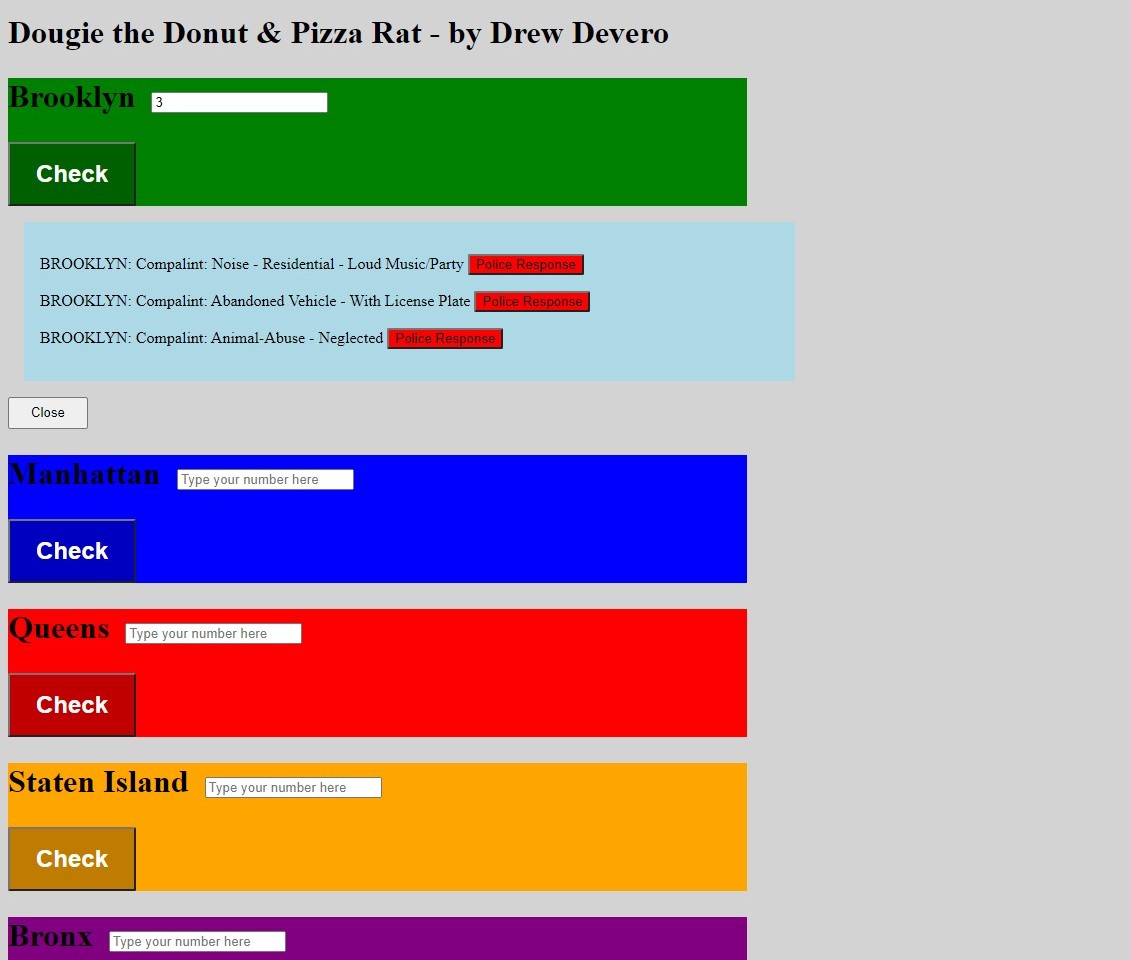 Dougie the Donut & Pizza Rat - by Drew Devero
Brooklyn 3
Check
BROOKLYN: Compalint: Noise - Residential - Loud Music/Party Police Response
BROOKLYN: Compalint: Abandoned Vehicle - With License Plate Police Response
BROOKLYN: Compalint: Animal-Abuse - Neglected Police Response
Close
Manhattan Type your number here
Check
Queens Type your number here
Check
Staten Island Type your number here
Check
Bronx Type your number here